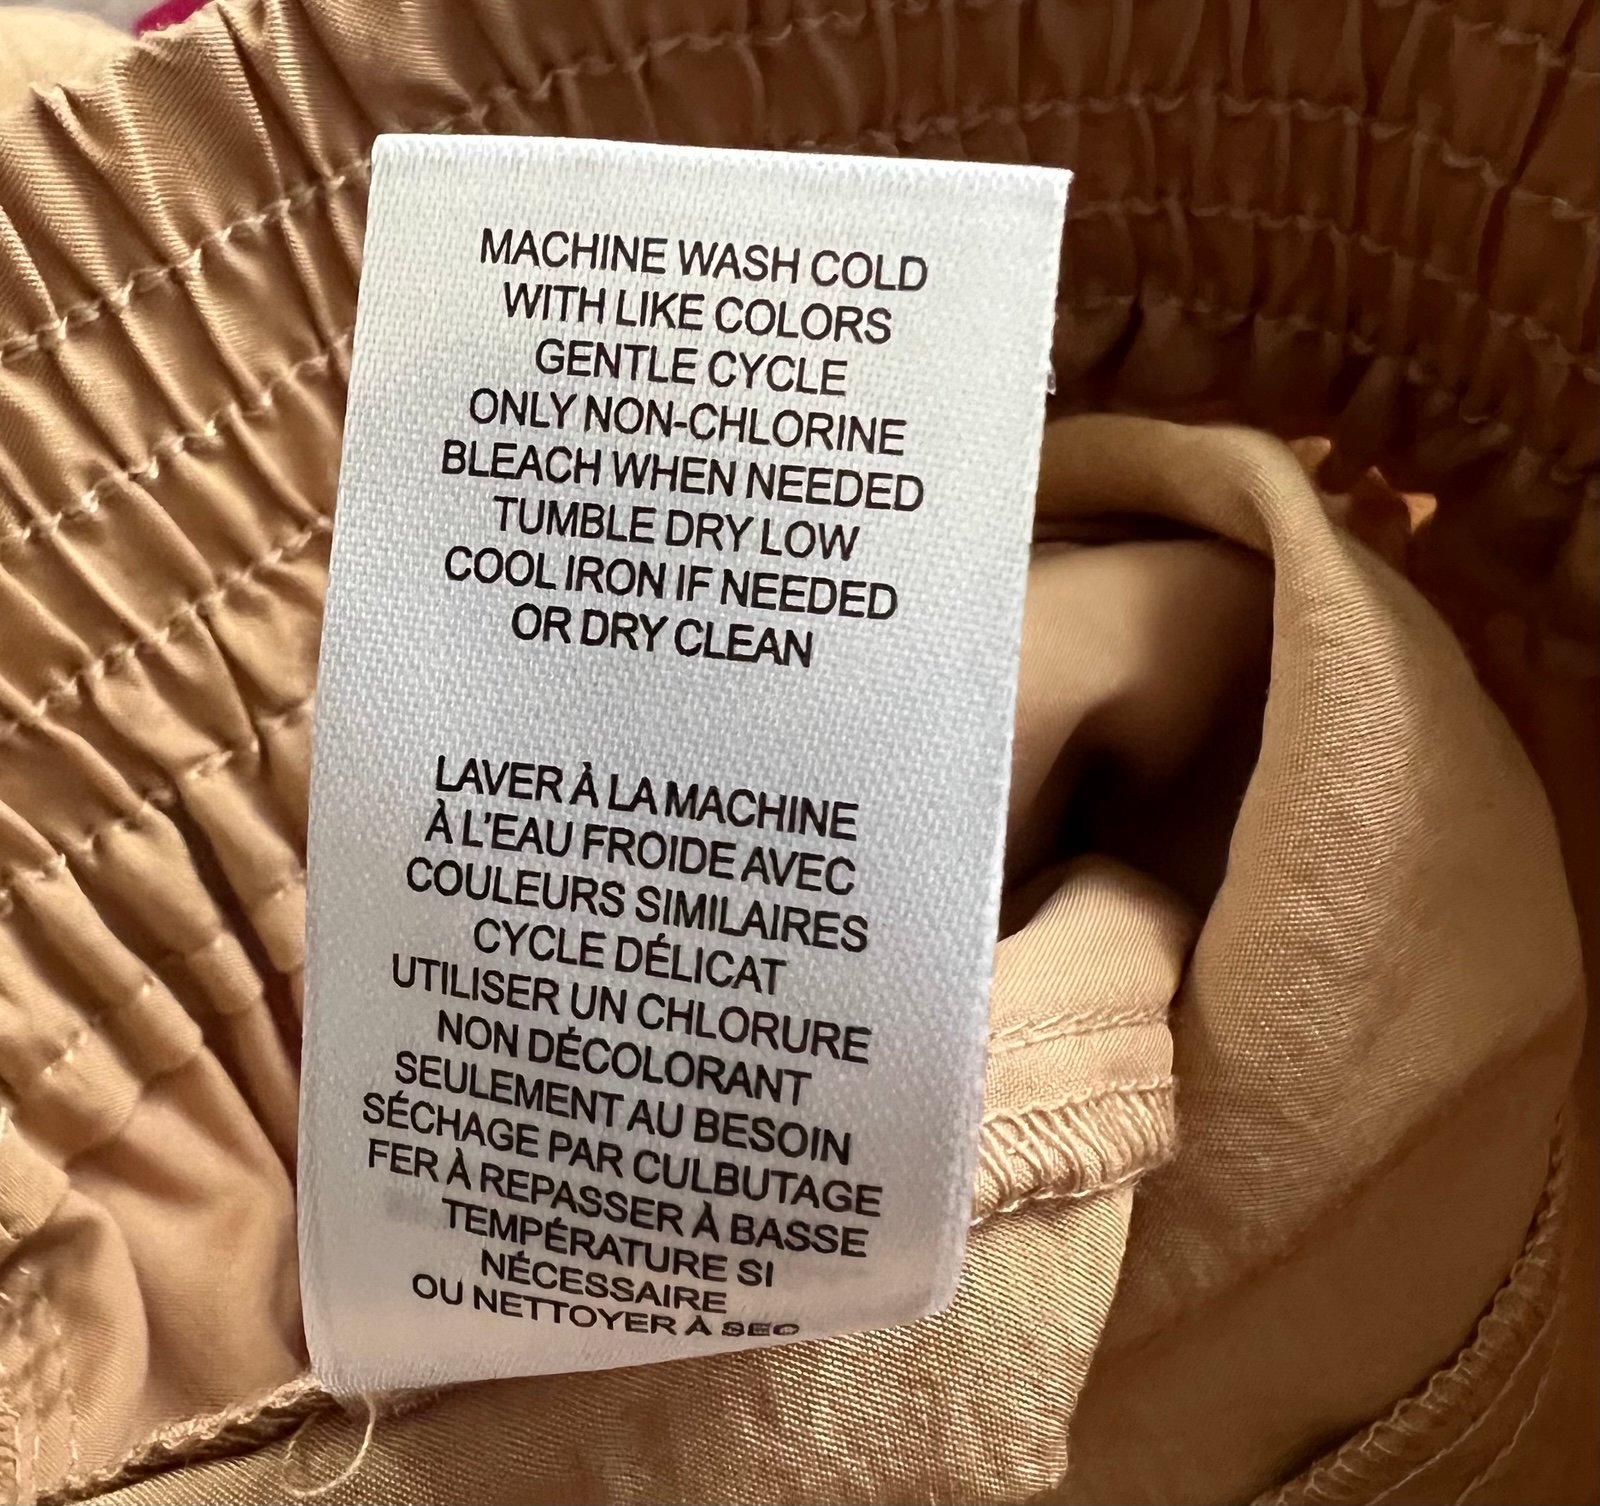 MACHINE WASH COLD
WITH LIKE COLORS
GENTLE CYCLE
ONLY NON-CHLORINE
BLEACH WHEN NEEDED
TUMBLE DRY LOW
COOL IRON IF NEEDED
OR DRY CLEAN
LAVER À LA MACHINE
À L'EAU FROIDE AVEC
COULEURS SIMILAIRES
CYCLE DÉLICAT
UTILISER UN CHLORURE
NON DÉCOLORANT
SEULEMENT AU BESOIN
SÉCHAGE PAR CULBUTAGE
FER À REPASSER À BASSE
TEMPÉRATURE SI
NÉCESSAIRE
OU NETTOYER À SEC